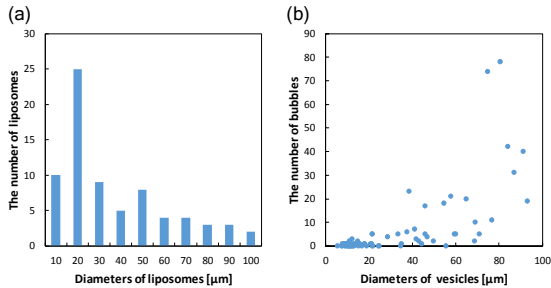 (a)
The number of liposomes
30
25
20
15
10
5
0
10 20 30 40 50 60 70 80 90 100
Diameters of liposomes [μm]
(b)
The number of bubbles
90
80
70
60
50
40
30
20
10
0
0 20 40 60 80 100
Diameters of vesicles [μm]